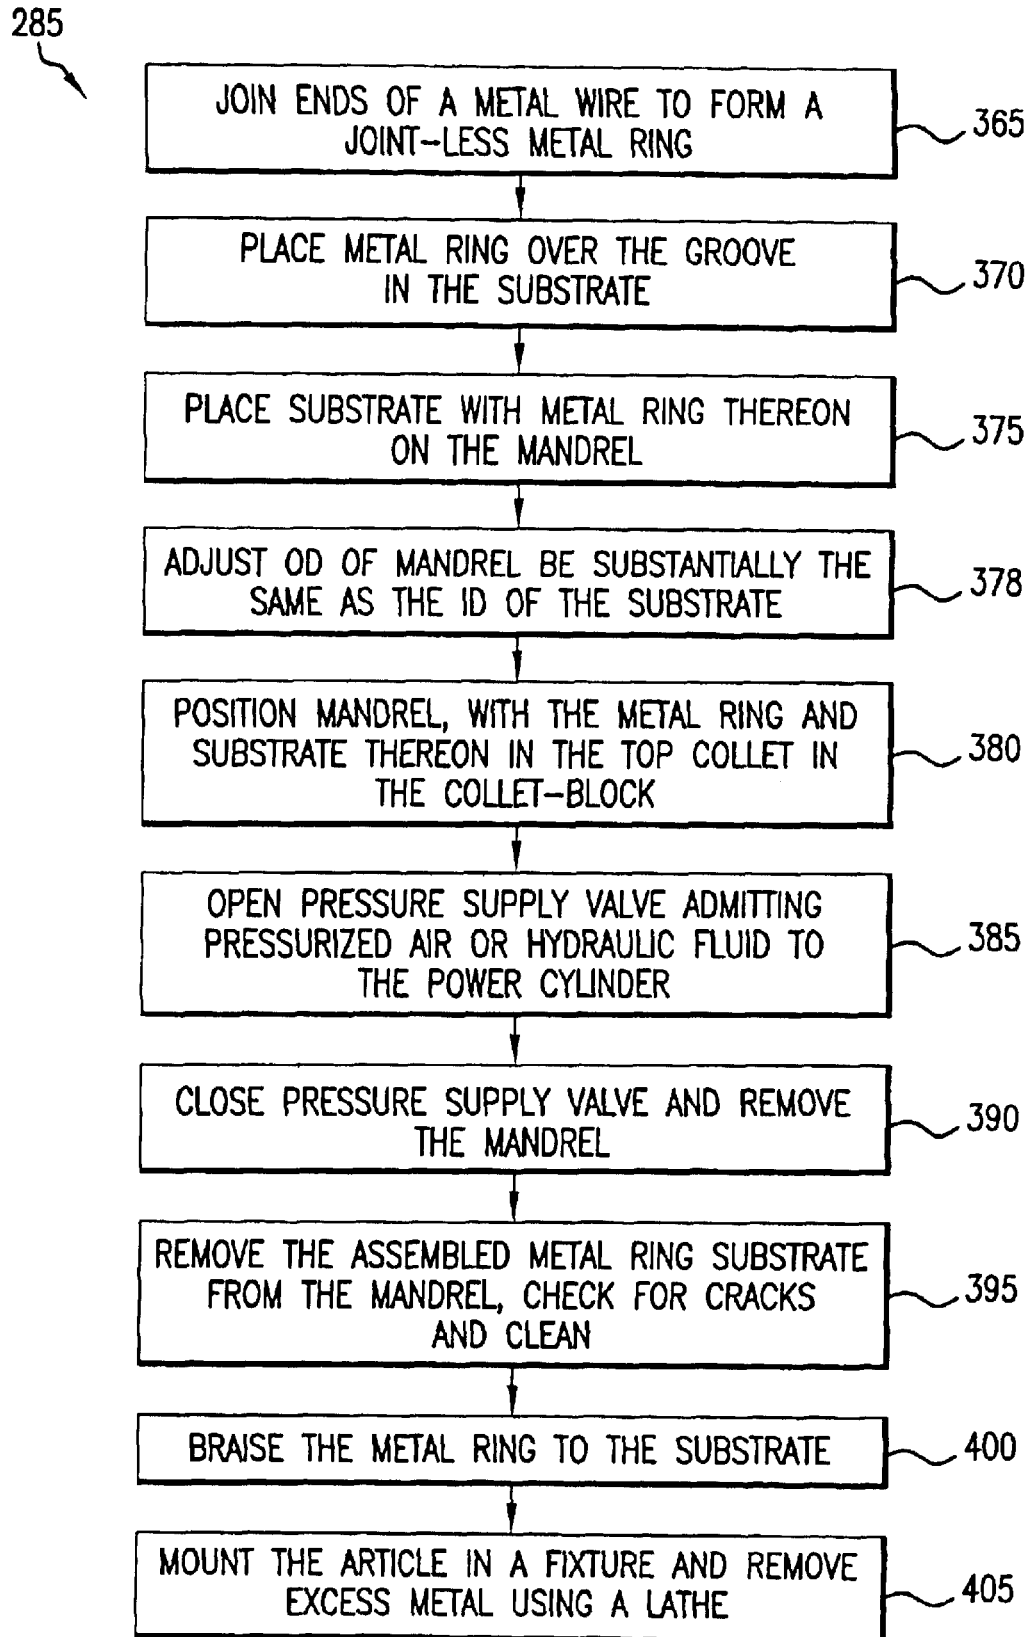 285
JOIN ENDS OF A METAL WIRE TO FORM A
JOINT-LESS METAL RING
365
PLACE METAL RING OVER THE GROOVE
IN THE SUBSTRATE
370
PLACE SUBSTRATE WITH METAL RING THEREON
ON THE MANDREL
375
ADJUST OD OF MANDREL BE SUBSTANTIALLY THE
SAME AS THE ID OF THE SUBSTRATE
378
POSITION MANDREL, WITH THE METAL RING AND
SUBSTRATE THEREON IN THE TOP COLLET IN
THE COLLET-BLOCK
380
OPEN PRESSURE SUPPLY VALVE ADMITTING
PRESSURIZED AIR OR HYDRAULIC FLUID TO
THE POWER CYLINDER
385
CLOSE PRESSURE SUPPLY VALVE AND REMOVE
THE MANDREL
390
REMOVE THE ASSEMBLED METAL RING SUBSTRATE
FROM THE MANDREL, CHECK FOR CRACKS
AND CLEAN
395
BRAISE THE METAL RING TO THE SUBSTRATE
400
MOUNT THE ARTICLE IN A FIXTURE AND REMOVE
EXCESS METAL USING A LATHE
405